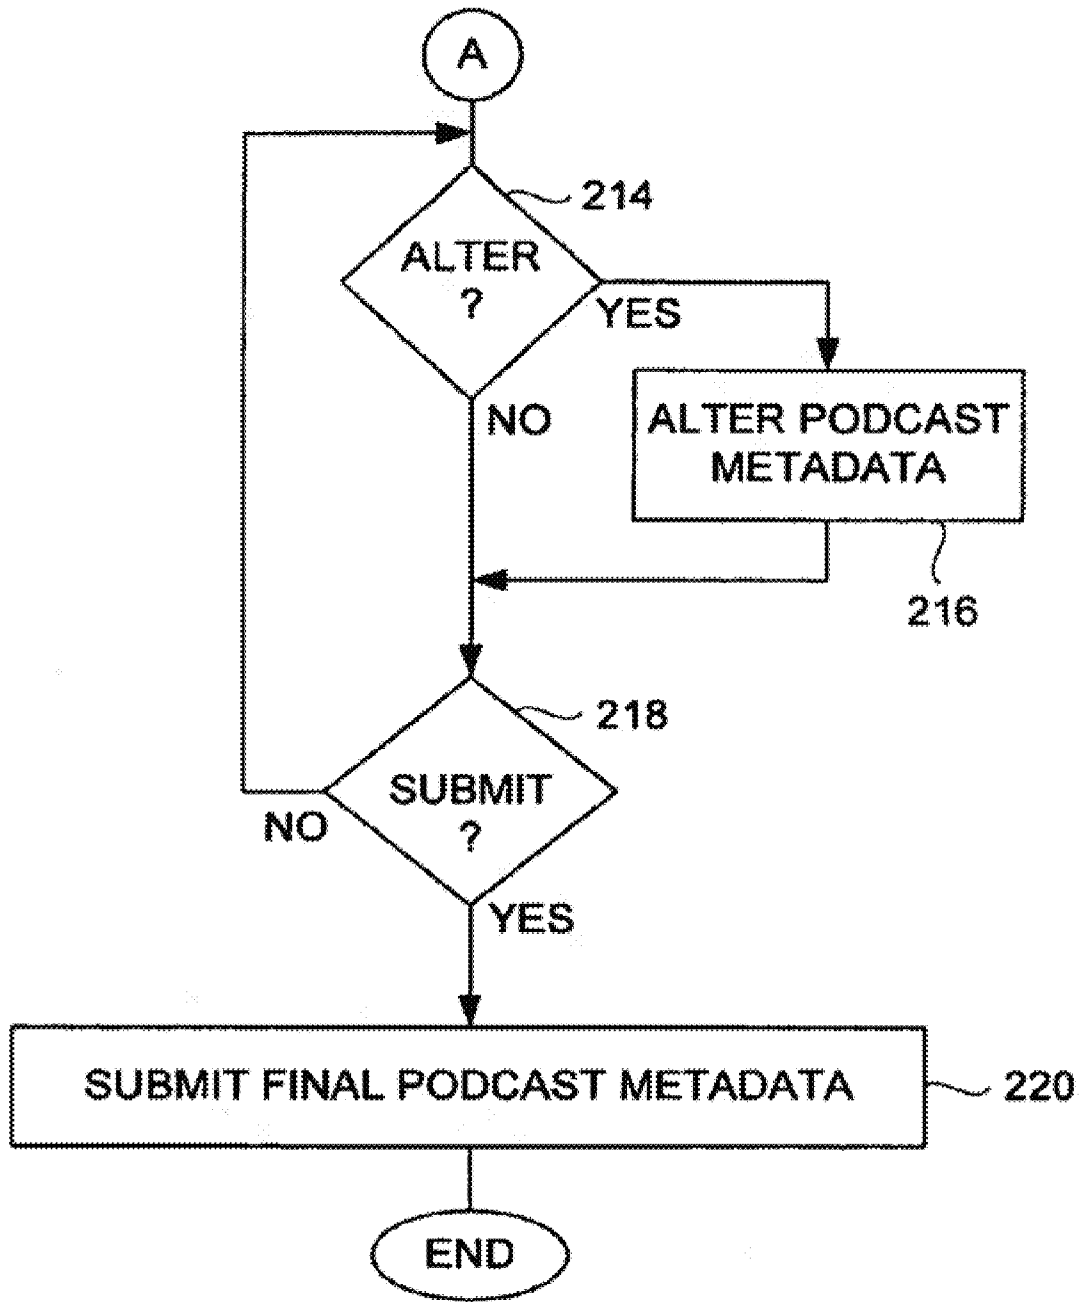 A
214
ALTER
?
YES
NO
ALTER PODCAST
METADATA
216
218
SUBMIT
?
NO
YES
SUBMIT FINAL PODCAST METADATA
220
END